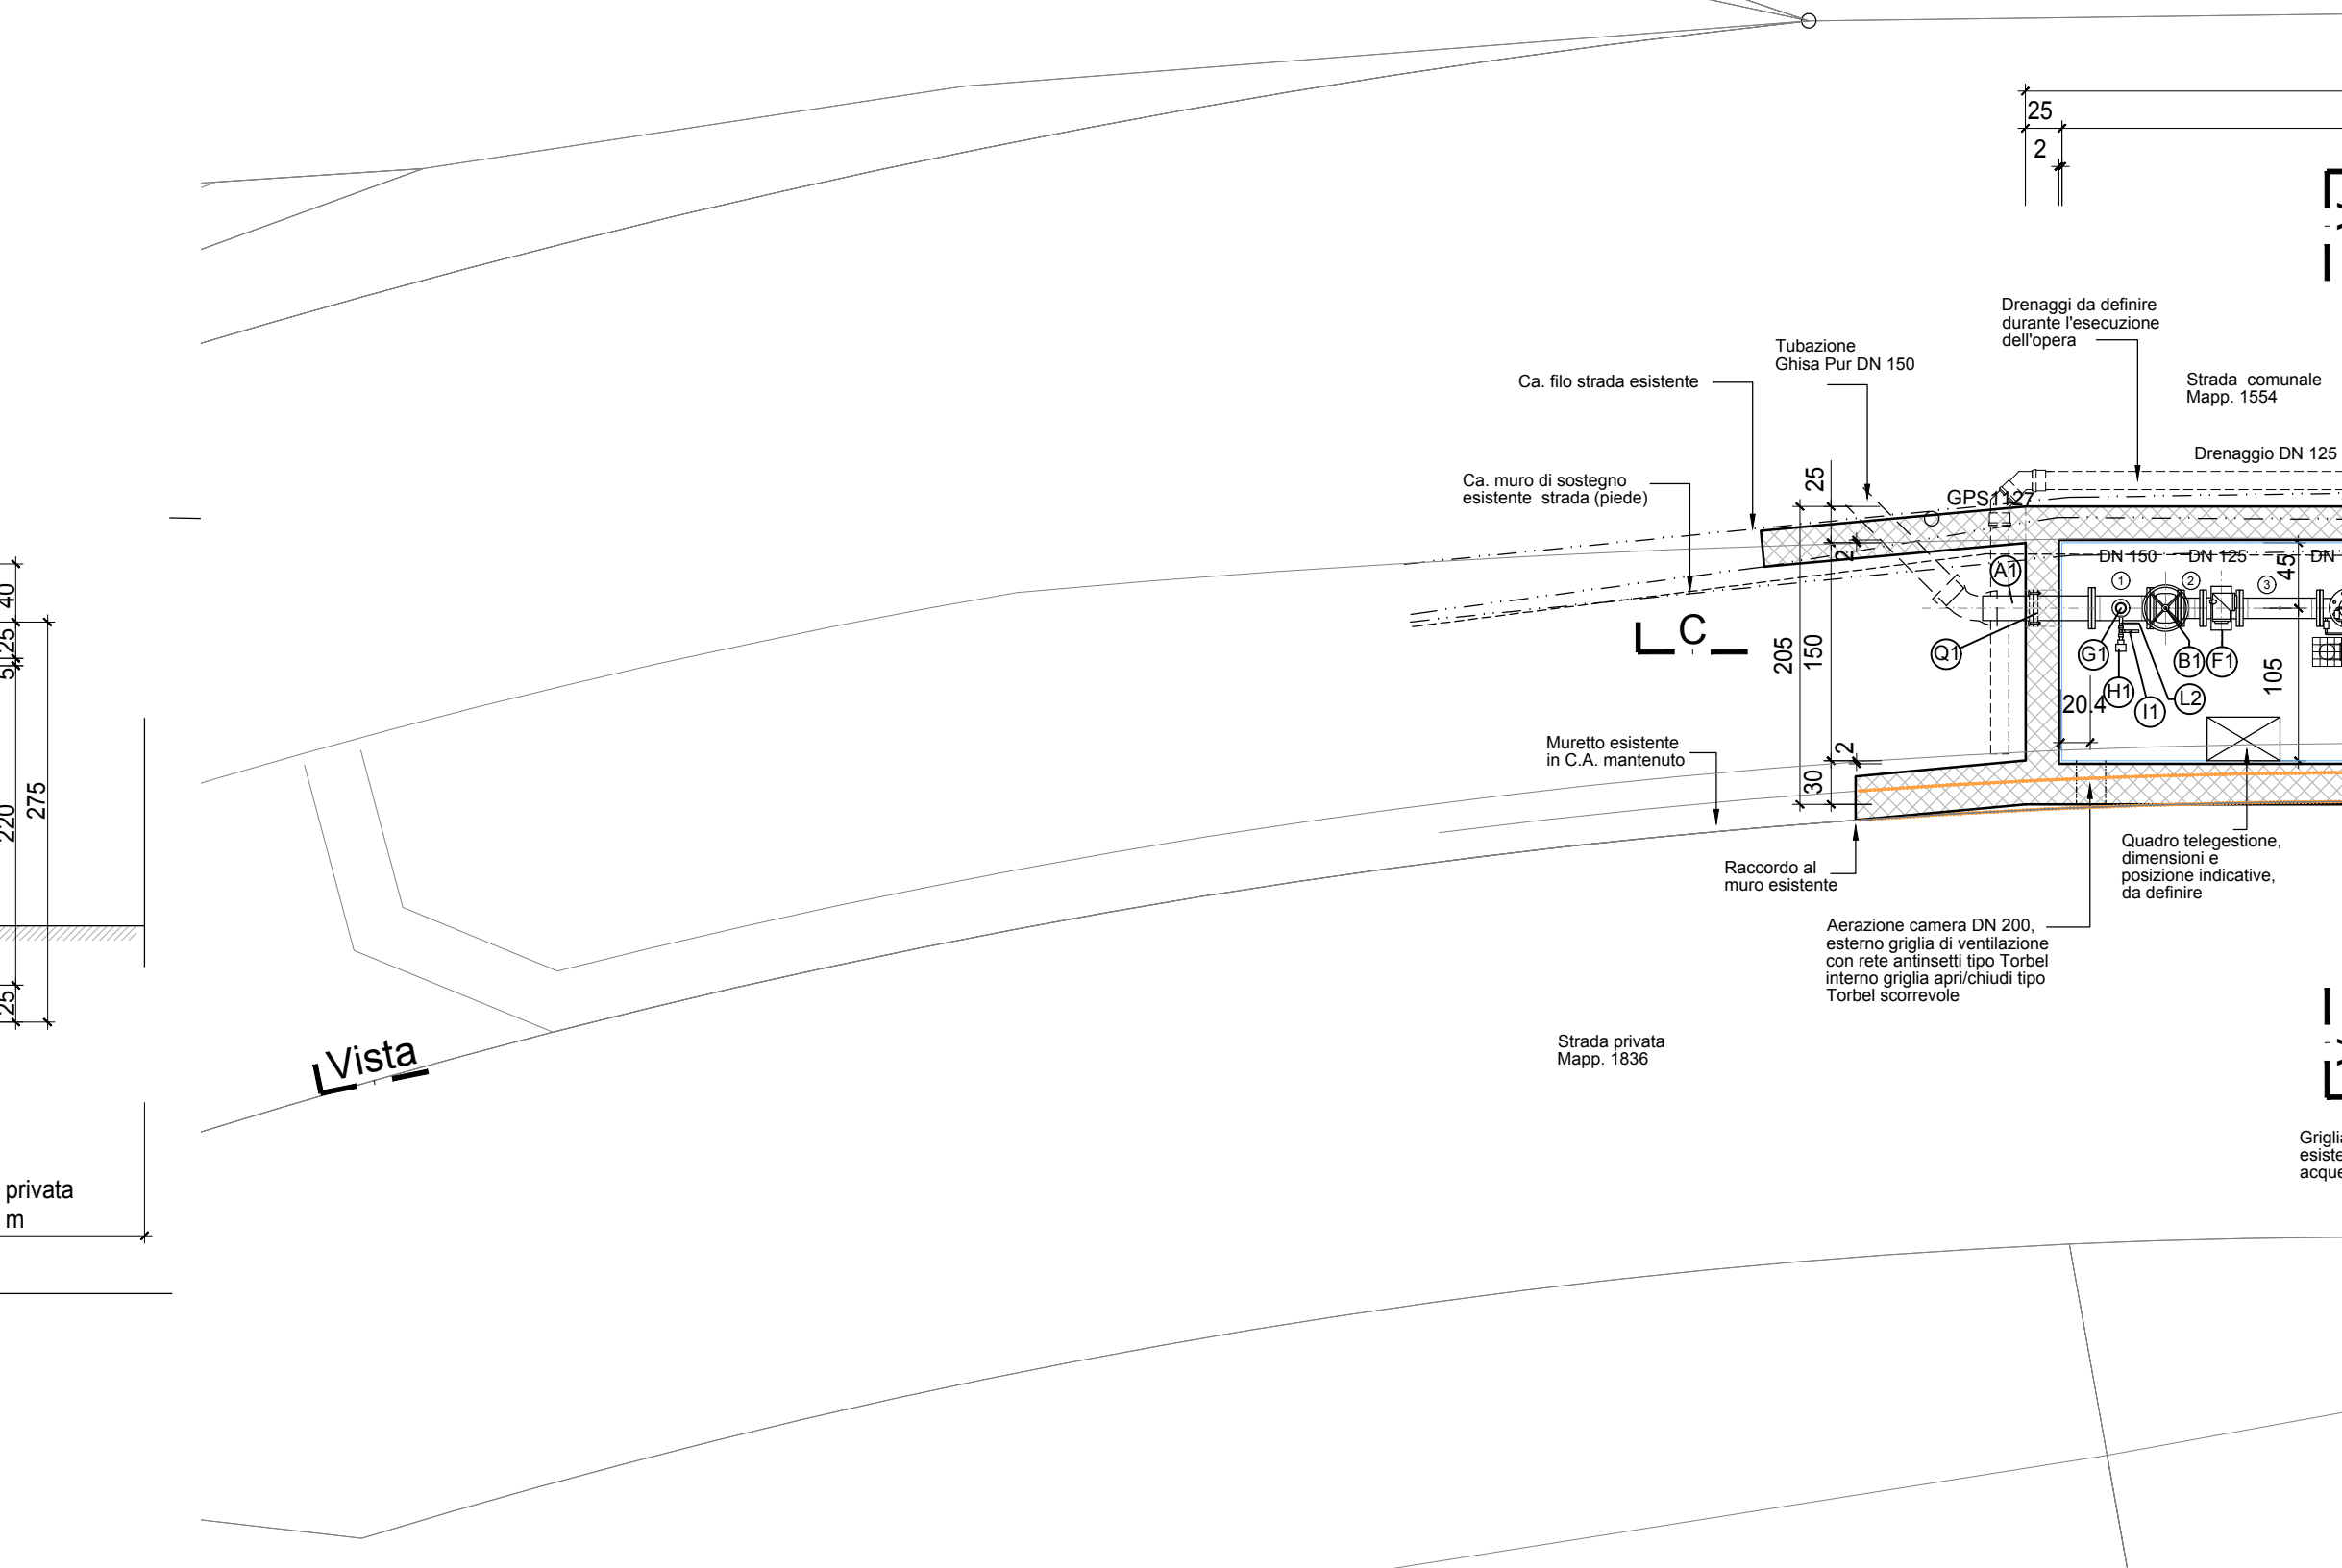 25
2
Drenaggi da definire
durante l'esecuzione
dell'opera
Tubazione
Ghisa Pur DN 150
Ca. filo strada esistente
Strada comunale
Mapp. 1554
Drenaggio DN 125
Ca. muro di sostegno
esistente strada (piede)
25
GPS1127
2
DN 150
DN 125
DN
45
A1
1
2
3
40
25
5
C
205
150
Q1
G1
B1
F1
105
H1
L2
20.4
I1
Muretto esistente
in C.A. mantenuto
2
30
275
220
Quadro telegestione,
dimensioni e
posizione indicative,
da definire
Raccordo al
muro esistente
Aerazione camera DN 200,
esterno griglia di ventilazione
con rete antinsetti tipo Torbel
interno griglia apri/chiudi tipo
Torbel scorrevole
25
Vista
Strada privata
Mapp. 1836
privata
m